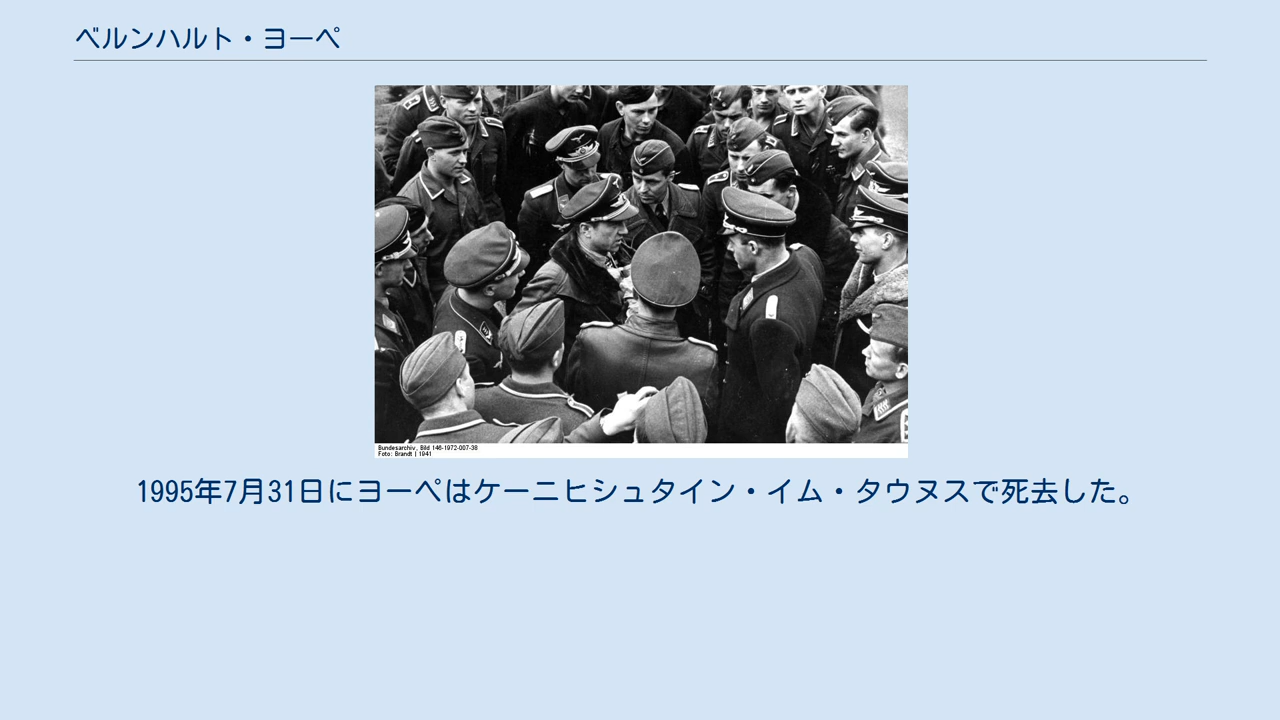 ベルンハルト・ヨーペ
Bundesarchiv, Bild 146-1972-007-38
Foto: Brandt | 1941
1995年7月31日にヨーペはケーニヒシュタイン・イム・タウヌスで死去した。